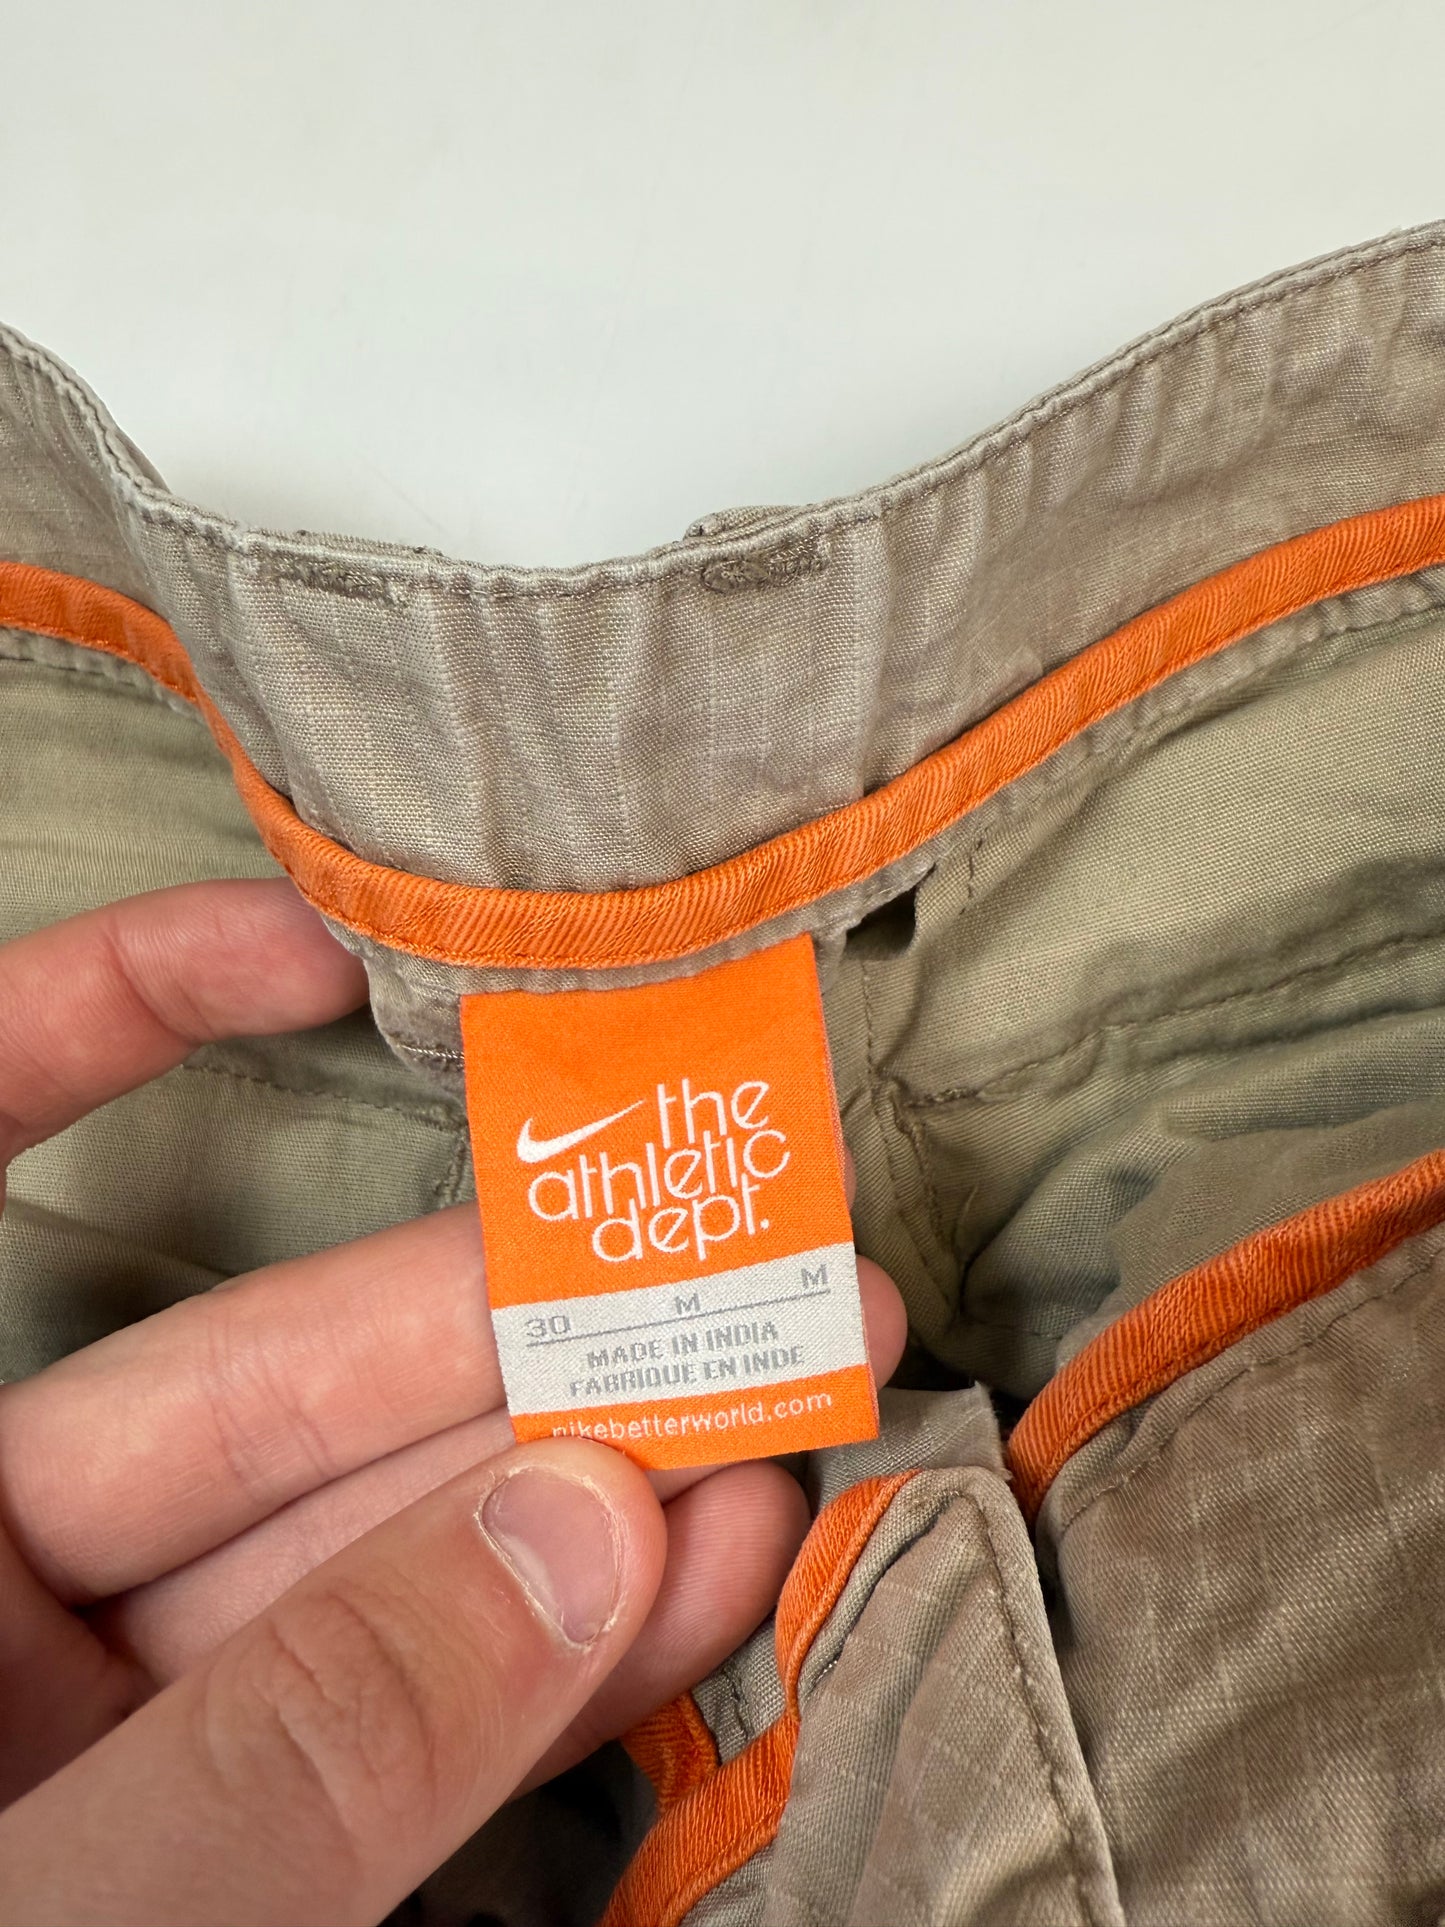 the
athletic
dept.
30 M M
MADE IN INDIA
FABRIQUE EN INDE
nikebetterworld.com